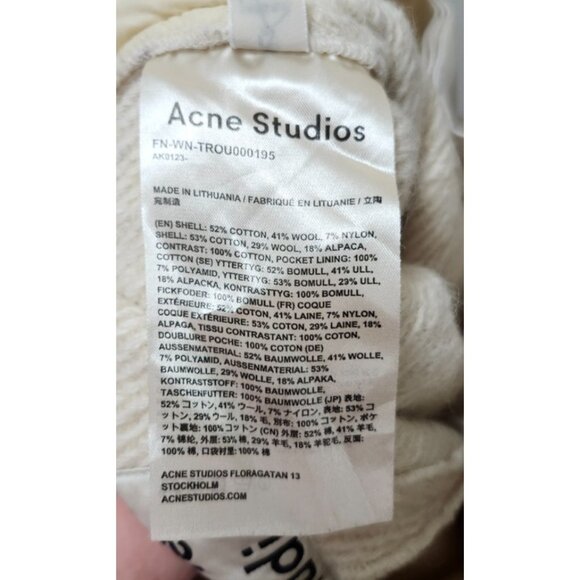 Acne Studios
FN-WN-TROU000195
AK0123-
MADE IN LITHUANIA / FABRIQUÉ EN LITUANIE / 立陶
宛制造
(EN) SHELL: 52% COTTON, 41% WOOL, 7% NYLON,
SHELL: 53% COTTON, 29% WOOL, 18% ALPACA,
CONTRAST: 100% COTTON, POCKET LINING: 100%
COTTON (SE) YTTERTYG: 52% BOMULL, 41% ULL,
7% POLYAMID, YTTERTYG: 53% BOMULL, 29% ULL,
18% ALPACKA, KONTRASTTYG: 100% BOMULL,
FICKFODER: 100% BOMULL (FR) COQUE
EXTÉRIEURE: 52% COTON, 41% LAINE, 7% NYLON,
COQUE EXTÉRIEURE: 53% COTON, 29% LAINE, 18%
ALPAGA, TISSU CONTRASTANT: 100% COTON,
DOUBLURE POCHE: 100% COTON (DE)
AUSSENMATERIAL: 52% BAUMWOLLE, 41% WOLLE,
7% POLYAMID, AUSSENMATERIAL: 53%
BAUMWOLLE, 29% WOLLE, 18% ALPAKA,
KONTRASTSTOFF: 100% BAUMWOLLE,
TASCHENFUTTER: 100% BAUMWOLLE (JP) 表地:
52% コットン, 41% ウール, 7% ナイロン, 表地: 53% コ
ットン, 29% ウール, 18% 毛, 別布: 100% コットン, ポケ
ット裏地: 100% コットン (CN) 外层: 52% 棉, 41% 羊毛,
7% 锦纶, 外层: 53% 棉, 29% 羊毛, 18% 羊驼毛, 反面:
100% 棉, 口袋衬里: 100% 棉
ACNE STUDIOS FLORAGATAN 13
STOCKHOLM
ACNESTUDIOS.COM